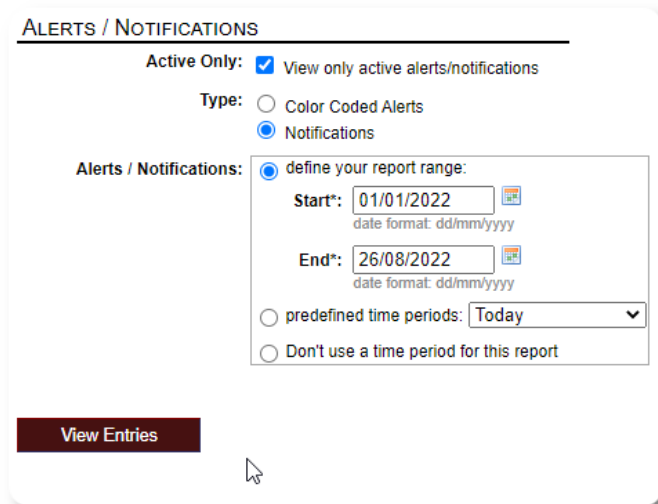 ALERTS / NOTIFICATIONS
Active Only: View only active alerts/notifications
Type: Color Coded Alerts
Notifications
Alerts / Notifications: define your report range:
Start*: 01/01/2022
date format: dd/mm/yyyy
End*: 26/08/2022
date format: dd/mm/yyyy
predefined time periods: Today
Don't use a time period for this report
View Entries